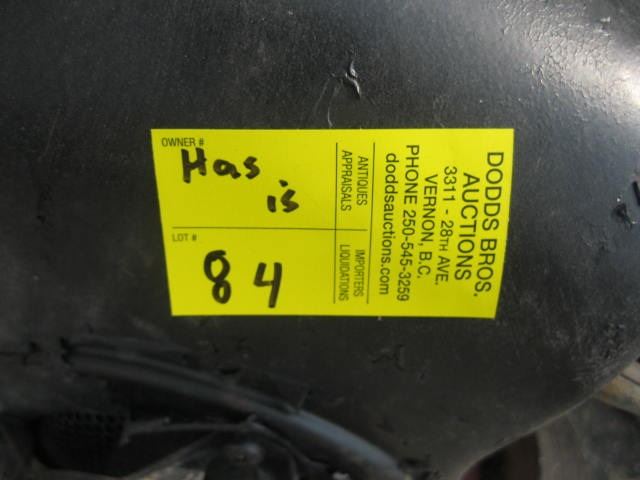 OWNER #
Has
is
LOT #
84
ANTIQUES
APPRAISALS
IMPORTERS
LIQUIDATIONS
DODDS BROS.
AUCTIONS
3311 - 28TH AVE.
VERNON, B.C.
PHONE 250-545-3259
doddsauctions.com